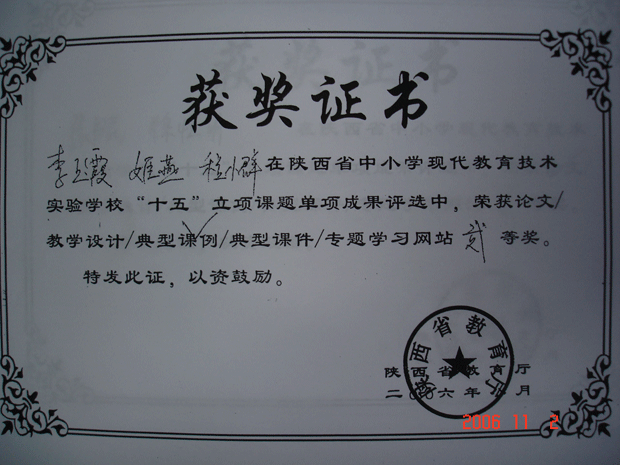 获奖证书
李玉霞 姬燕 程小群在陕西省中小学现代教育技术
实验学校“十五”立项课题单项成果评选中，荣获论文/
教学设计/典型课例/典型课件/专题学习网站 贰 等奖。
特发此证，以资鼓励。
陕西省教育厅
陕西省教育厅
二〇〇六年 月
2006 11 2